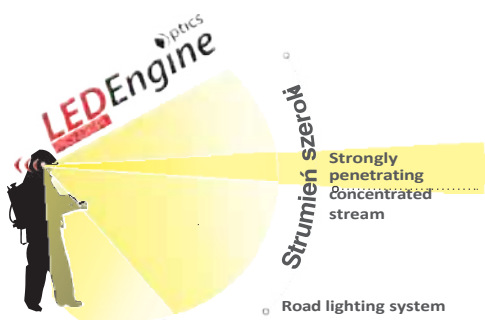 Optics
LEDEngine
Strumień szeroki
Strongly
penetrating
concentrated
stream
Road lighting system